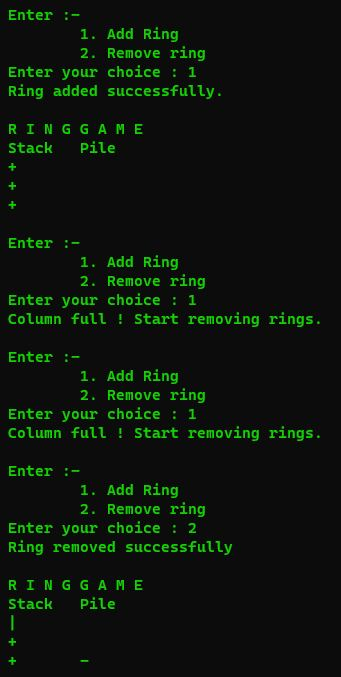 Enter :-
        1. Add Ring
        2. Remove ring
Enter your choice : 1
Ring added successfully.

R I N G G A M E
Stack   Pile
+
+
+

Enter :-
        1. Add Ring
        2. Remove ring
Enter your choice : 1
Column full ! Start removing rings.

Enter :-
        1. Add Ring
        2. Remove ring
Enter your choice : 1
Column full ! Start removing rings.

Enter :-
        1. Add Ring
        2. Remove ring
Enter your choice : 2
Ring removed successfully

R I N G G A M E
Stack   Pile
|
+
+       -